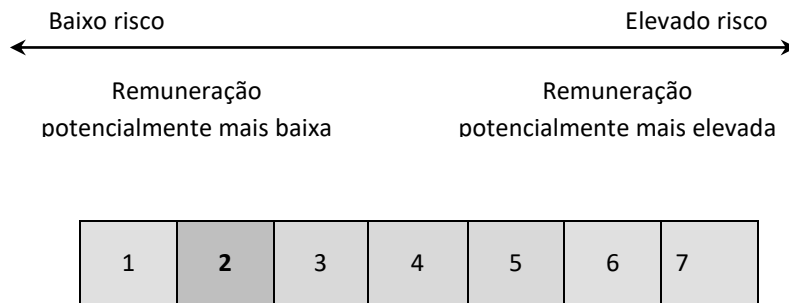 Baixo risco Elevado risco
Remuneração Remuneração
potencialmente mais baixa potencialmente mais elevada
1 2 3 4 5 6 7